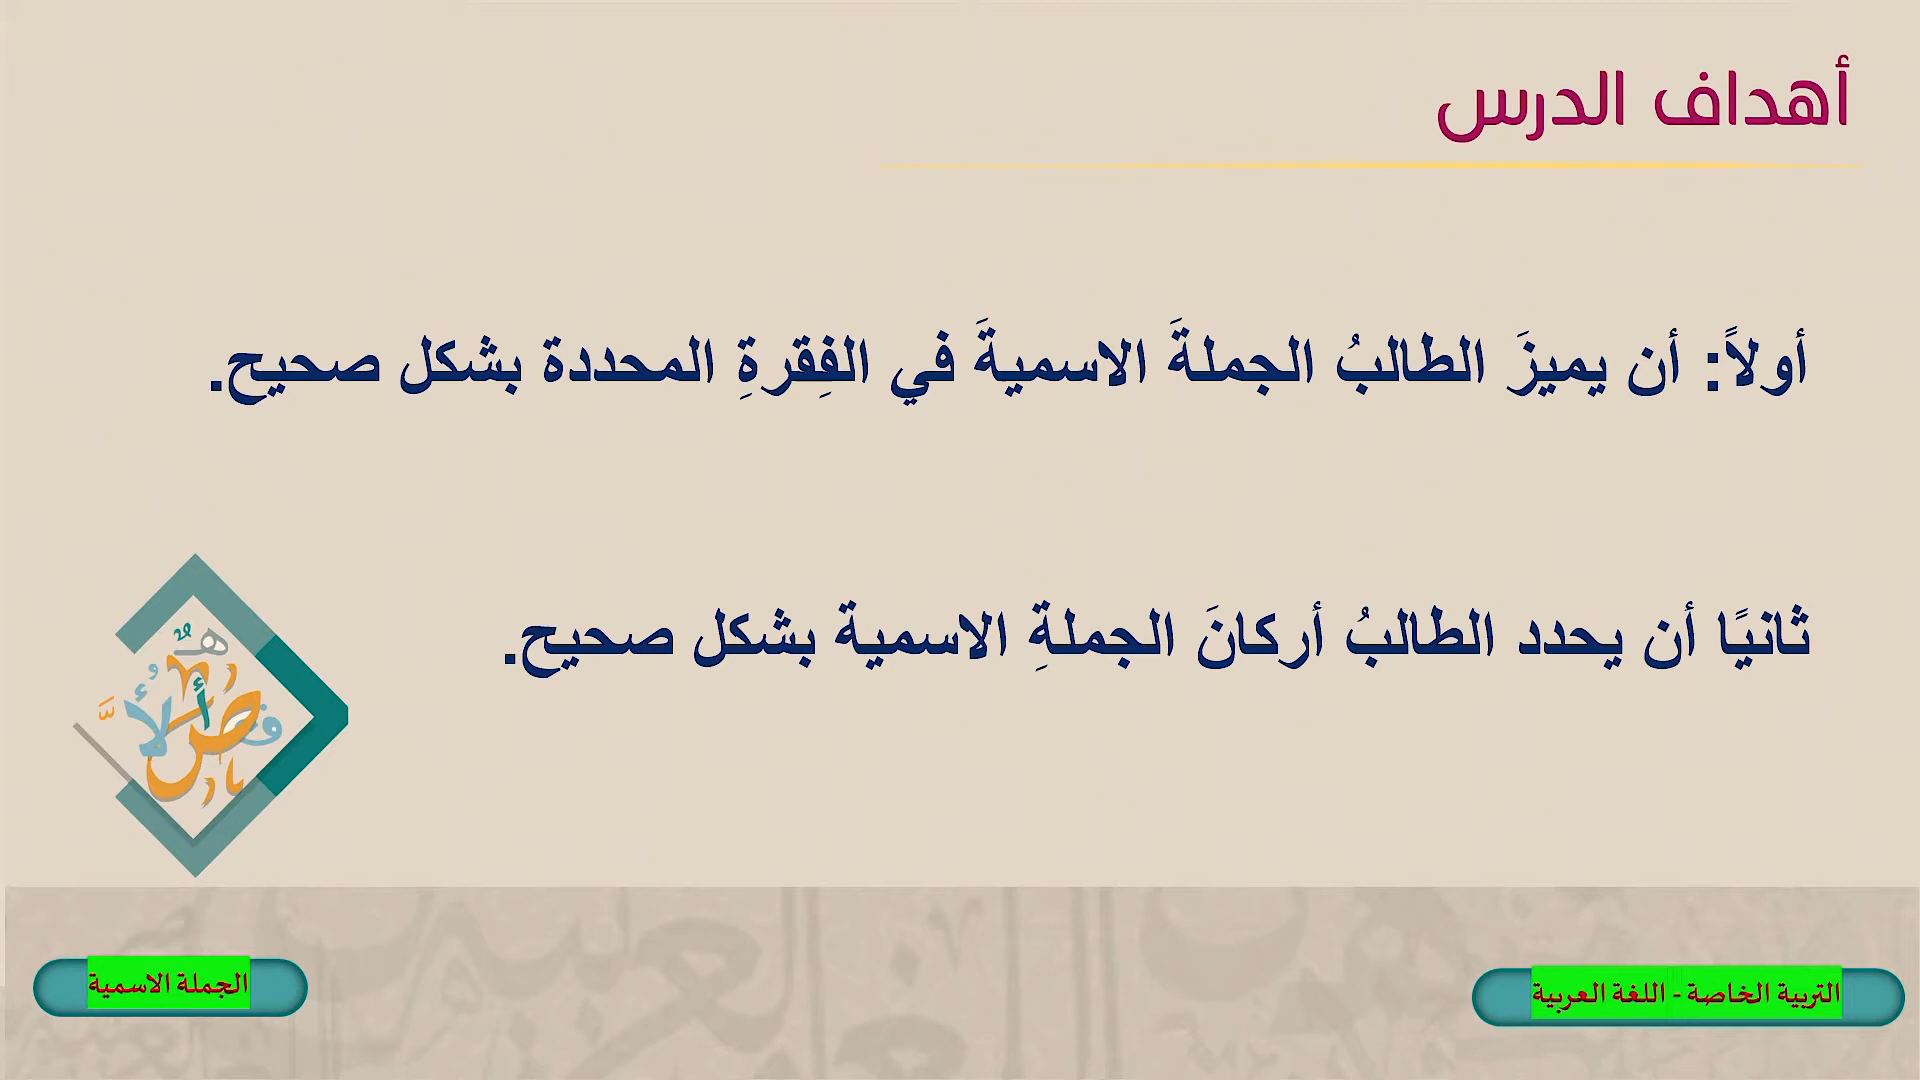 أهداف الدرس
أولاً: أن يميزَ الطالبُ الجملةَ الاسميةَ في الفِقرةِ المحددة بشكل صحيح.
ثانيًا أن يحدد الطالبُ أركانَ الجملةِ الاسمية بشكل صحيح.
التربية الخاصة - اللغة العربية
الجملة الاسمية